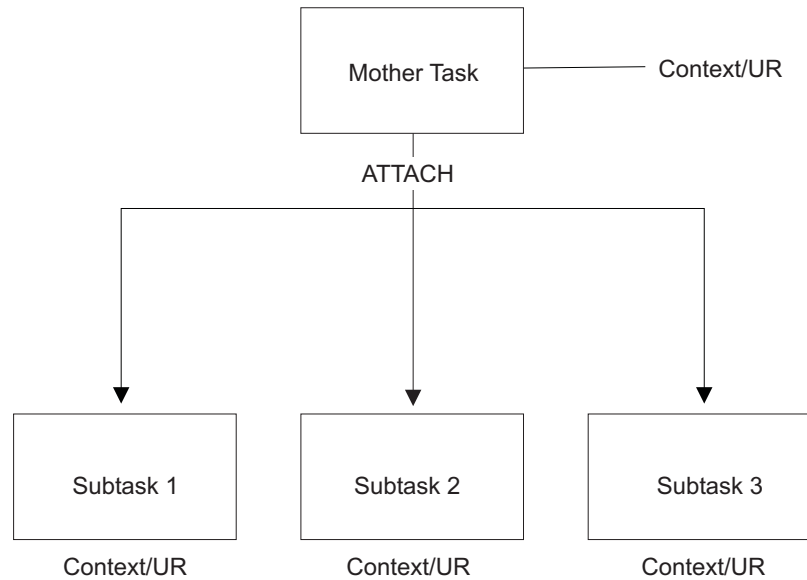 Mother Task
Context/UR
ATTACH
Subtask 1
Subtask 2
Subtask 3
Context/UR
Context/UR
Context/UR